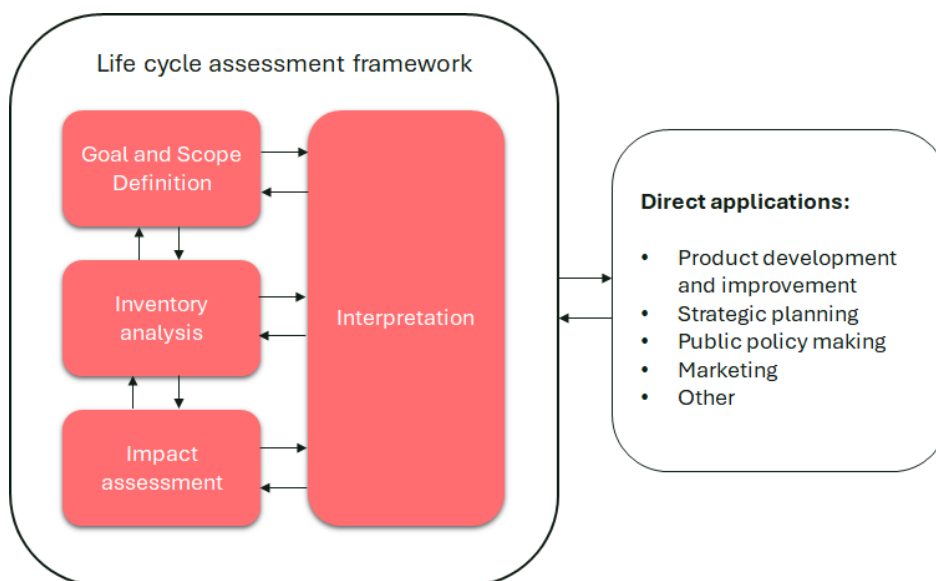 Life cycle assessment framework
Goal and Scope
Definition
Inventory
analysis
Impact
assessment
Interpretation
Direct applications:
• Product development
and improvement
• Strategic planning
• Public policy making
• Marketing
• Other